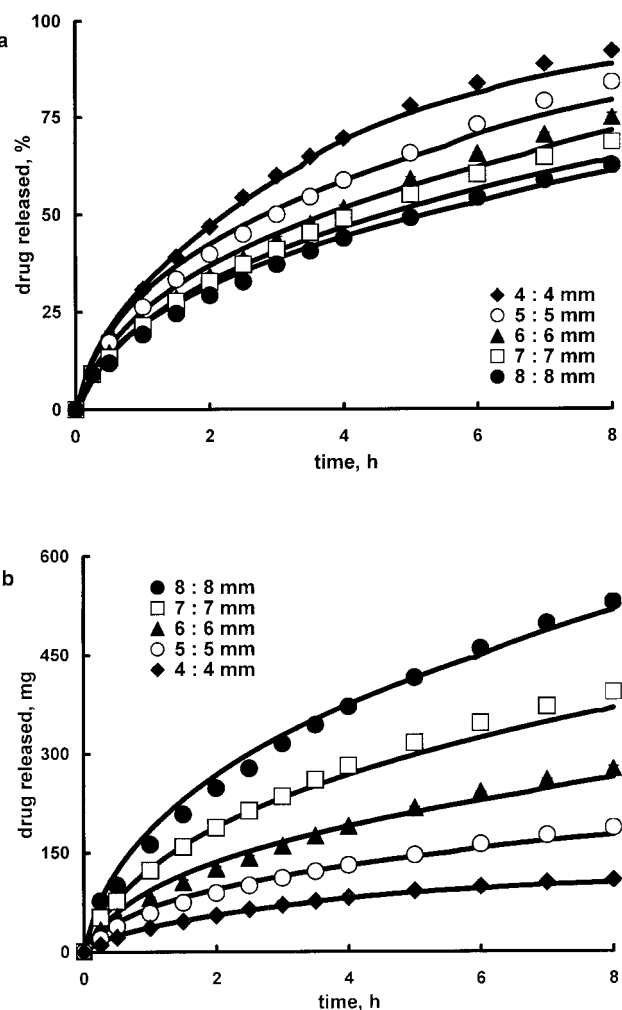 a
100
75
50
25
0
drug released, %
4 : 4 mm
5 : 5 mm
6 : 6 mm
7 : 7 mm
8 : 8 mm
0 2 4 6 8
time, h
b
600
450
300
150
0
drug released, mg
8 : 8 mm
7 : 7 mm
6 : 6 mm
5 : 5 mm
4 : 4 mm
0 2 4 6 8
time, h